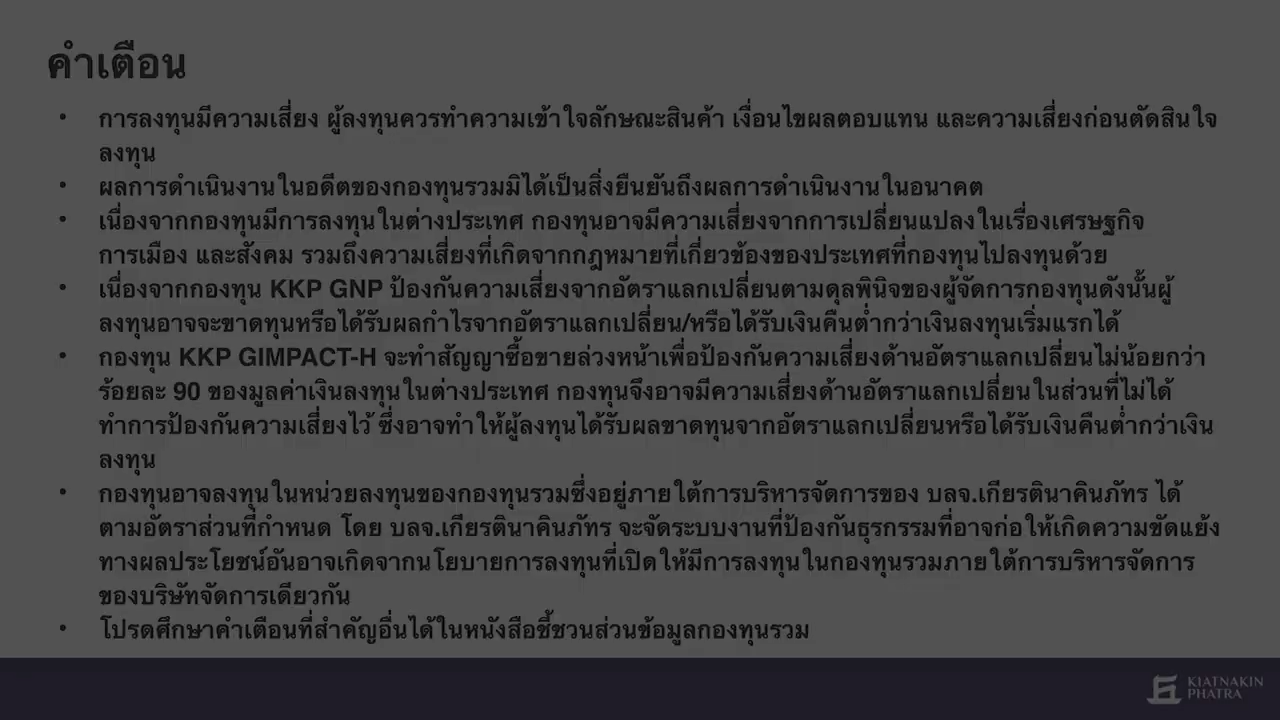 คำเตือน
• การลงทุนมีความเสี่ยง ผู้ลงทุนควรทำความเข้าใจลักษณะสินค้า เงื่อนไขผลตอบแทน และความเสี่ยงก่อนตัดสินใจ
ลงทุน
• ผลการดำเนินงานในอดีตของกองทุนรวมมิได้เป็นสิ่งยืนยันถึงผลการดำเนินงานในอนาคต
• เนื่องจากกองทุนมีการลงทุนในต่างประเทศ กองทุนอาจมีความเสี่ยงจากการเปลี่ยนแปลงในเรื่องเศรษฐกิจ
การเมือง และสังคม รวมถึงความเสี่ยงที่เกิดจากกฎหมายที่เกี่ยวข้องของประเทศที่กองทุนไปลงทุนด้วย
• เนื่องจากกองทุน KKP GNP ป้องกันความเสี่ยงจากอัตราแลกเปลี่ยนตามดุลพินิจของผู้จัดการกองทุนดังนั้นผู้
ลงทุนอาจจะขาดทุนหรือได้รับผลกำไรจากอัตราแลกเปลี่ยน/หรือได้รับเงินคืนต่ำกว่าเงินลงทุนเริ่มแรกได้
• กองทุน KKP GIMPACT-H จะทำสัญญาซื้อขายล่วงหน้าเพื่อป้องกันความเสี่ยงด้านอัตราแลกเปลี่ยนไม่น้อยกว่า
ร้อยละ 90 ของมูลค่าเงินลงทุนในต่างประเทศ กองทุนจึงอาจมีความเสี่ยงด้านอัตราแลกเปลี่ยนในส่วนที่ไม่ได้
ทำการป้องกันความเสี่ยงไว้ ซึ่งอาจทำให้ผู้ลงทุนได้รับผลขาดทุนจากอัตราแลกเปลี่ยนหรือได้รับเงินคืนต่ำกว่าเงิน
ลงทุน
• กองทุนอาจลงทุนในหน่วยลงทุนของกองทุนรวมซึ่งอยู่ภายใต้การบริหารจัดการของ บลจ.เกียรตินาคินภัทร ได้
ตามอัตราส่วนที่กำหนด โดย บลจ.เกียรตินาคินภัทร จะจัดระบบงานที่ป้องกันธุรกรรมที่อาจก่อให้เกิดความขัดแย้ง
ทางผลประโยชน์อันอาจเกิดจากนโยบายการลงทุนที่เปิดให้มีการลงทุนในกองทุนรวมภายใต้การบริหารจัดการ
ของบริษัทจัดการเดียวกัน
• โปรดศึกษาคำเตือนที่สำคัญอื่นได้ในหนังสือชี้ชวนส่วนข้อมูลกองทุนรวม
KIATNAKIN
PHATRA